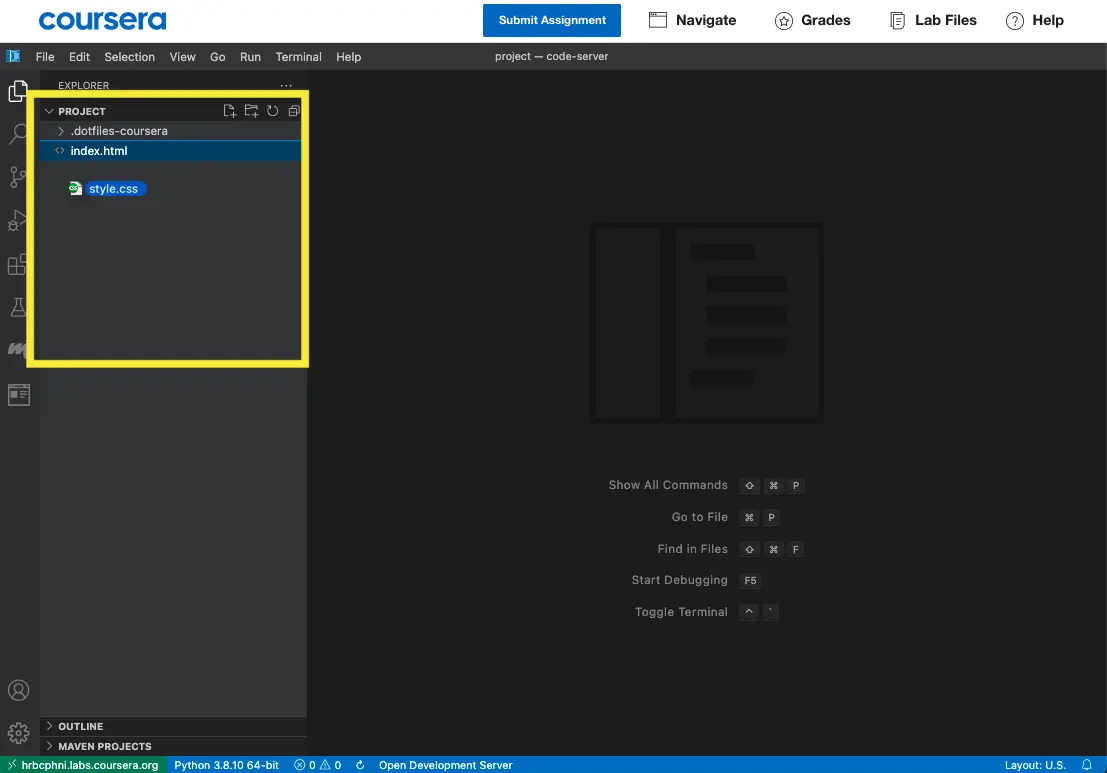 coursera
Submit Assignment
Navigate
Grades
Lab Files
? Help
File Edit Selection View Go Run Terminal Help
project — code-server
EXPLORER ...
PROJECT
.dotfiles-coursera
<> index.html
css style.css
Show All Commands ⇧ ⌘ P
Go to File ⌘ P
Find in Files ⇧ ⌘ F
Start Debugging F5
Toggle Terminal ^ `
OUTLINE
MAVEN PROJECTS
hrbcphni.labs.coursera.org Python 3.8.10 64-bit 0 0 Open Development Server Layout: U.S.